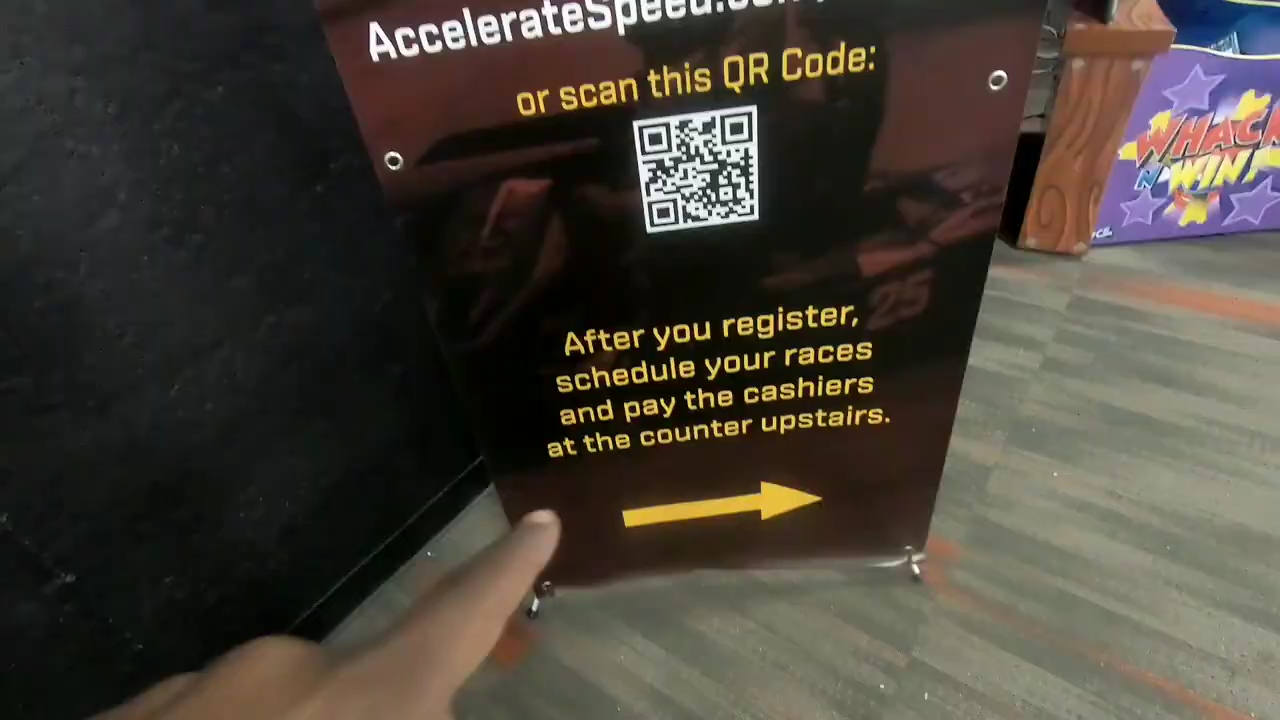 AccelerateSpeed.com
or scan this QR Code:
25
After you register,
schedule your races
and pay the cashiers
at the counter upstairs.
WHACK
N WIN!